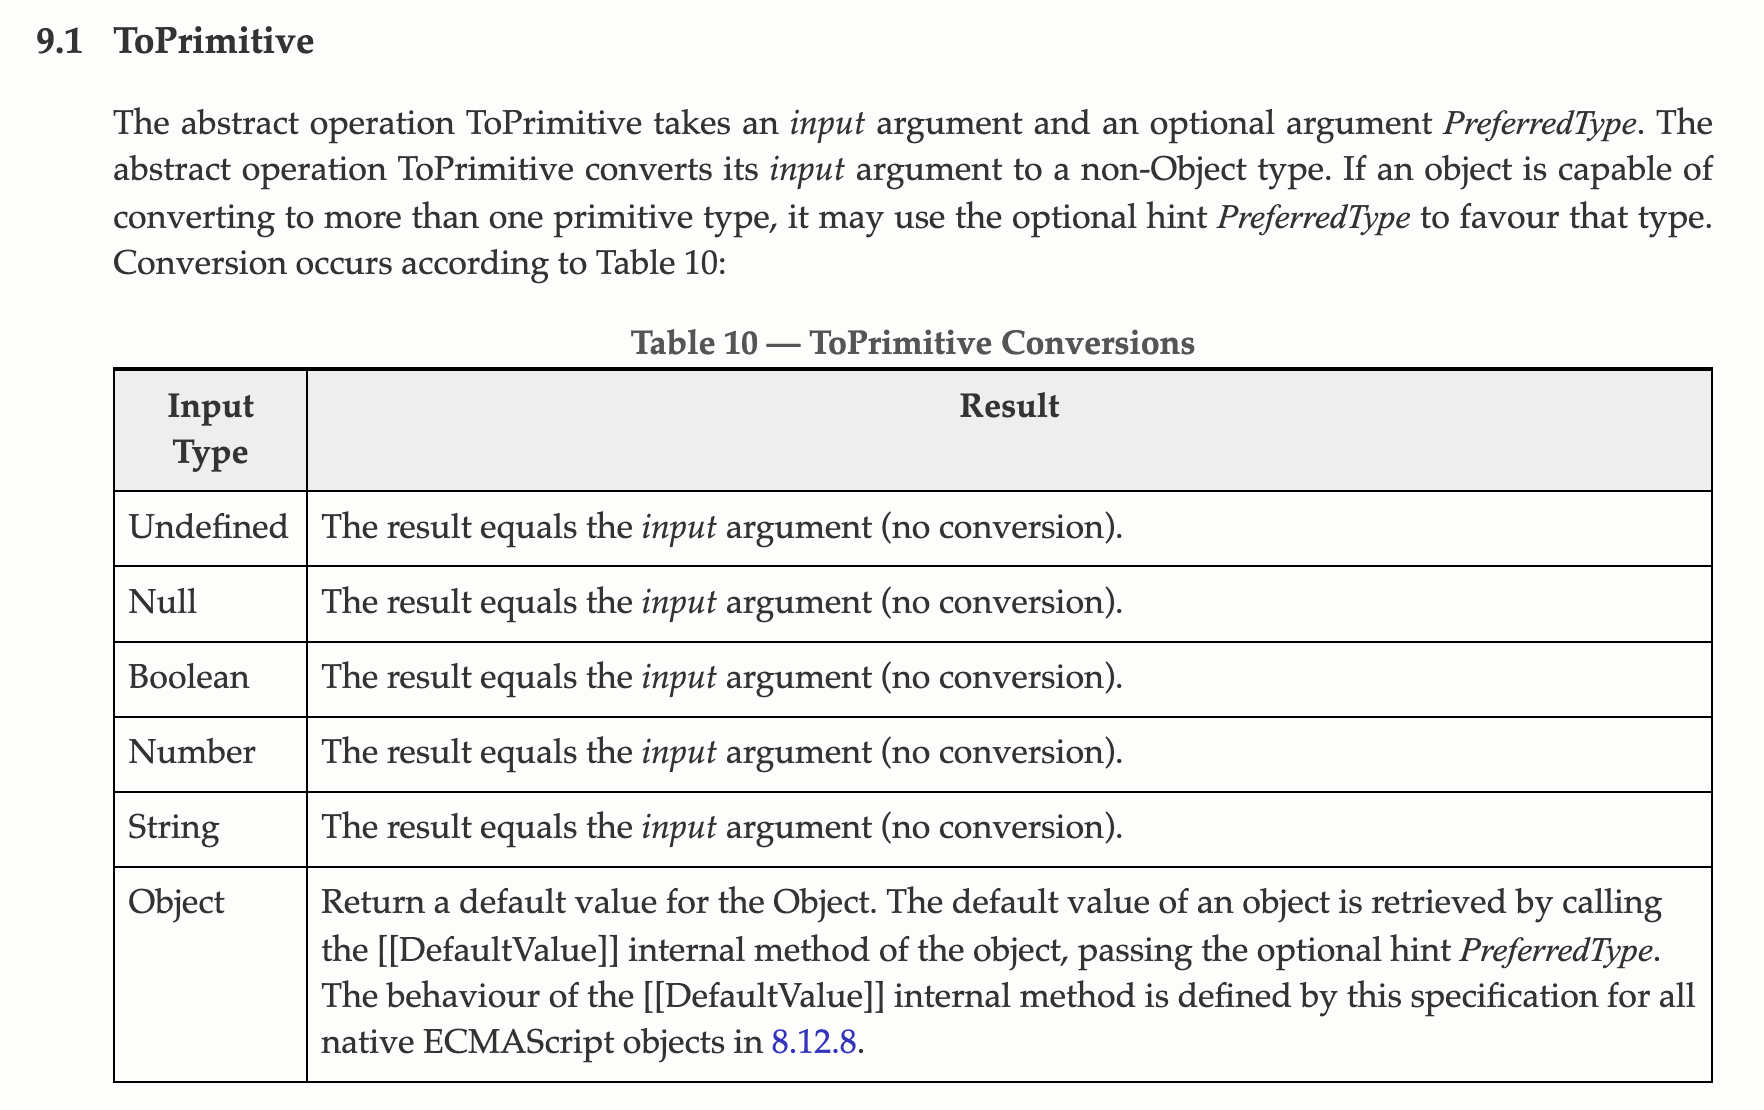 9.1 ToPrimitive
The abstract operation ToPrimitive takes an input argument and an optional argument PreferredType. The
abstract operation ToPrimitive converts its input argument to a non-Object type. If an object is capable of
converting to more than one primitive type, it may use the optional hint PreferredType to favour that type.
Conversion occurs according to Table 10:
Table 10 — ToPrimitive Conversions
Input
Type
Result
Undefined
The result equals the input argument (no conversion).
Null
The result equals the input argument (no conversion).
Boolean
The result equals the input argument (no conversion).
Number
The result equals the input argument (no conversion).
String
The result equals the input argument (no conversion).
Object
Return a default value for the Object. The default value of an object is retrieved by calling
the [[DefaultValue]] internal method of the object, passing the optional hint PreferredType.
The behaviour of the [[DefaultValue]] internal method is defined by this specification for all
native ECMAScript objects in 8.12.8.